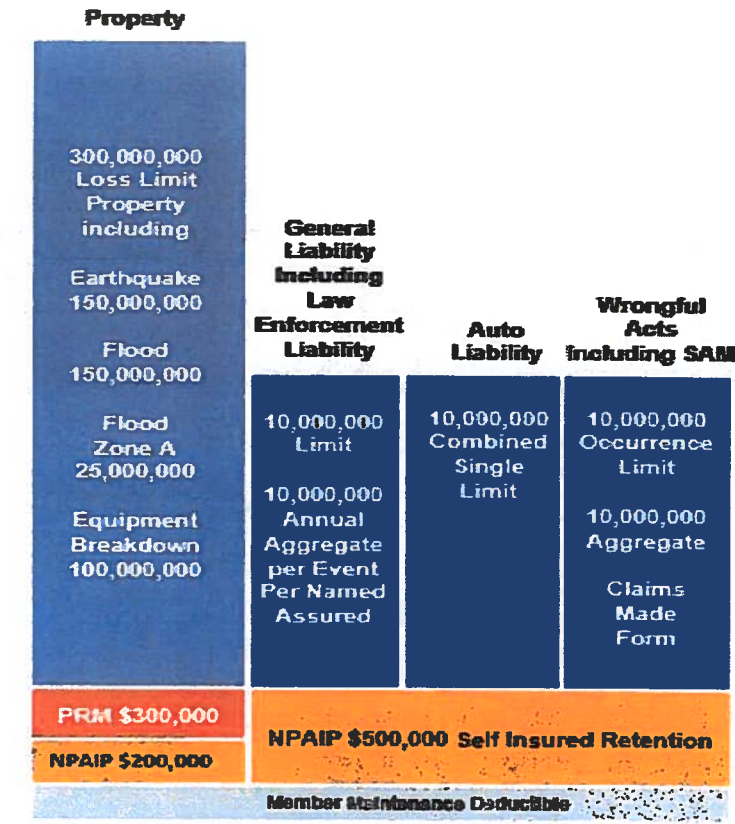 Property
300,000,000
Loss Limit
Property
including
Earthquake
150,000,000
Flood
150,000,000
Flood
Zone A
25,000,000
Equipment
Breakdown
100,000,000
PRM $300,000
NPAIP $200,000
General
Liability
Including
Law
Enforcement
Liability
10,000,000
Limit
10,000,000
Annual
Aggregate
per Event
Per Named
Assured
Auto
Liability
10,000,000
Combined
Single
Limit
Wrongful
Acts
Including SAM
10,000,000
Occurrence
Limit
10,000,000
Aggregate
Claims
Made
Form
NPAIP $500,000 Self Insured Retention
Member Maintenance Deductible